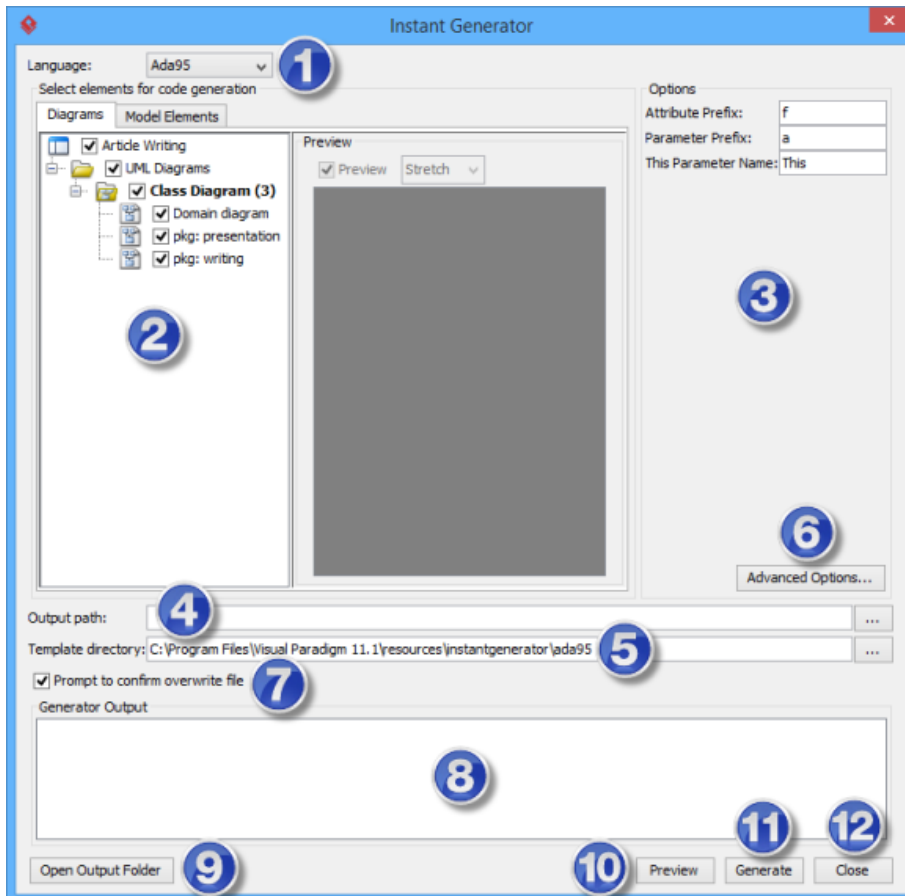 Instant Generator
Language: Ada95 1
Select elements for code generation
Diagrams Model Elements
Article Writing
UML Diagrams
Class Diagram (3)
Domain diagram
pkg: presentation
pkg: writing
2
Preview
Preview Stretch
Options
Attribute Prefix: f
Parameter Prefix: a
This Parameter Name: This
3
6
Advanced Options...
Output path: 4 ...
Template directory: C:\Program Files\Visual Paradigm 11.1\resources\instantgenerator\ada95 5 ...
Prompt to confirm overwrite file 7
Generator Output
8
Open Output Folder 9 10 Preview 11 Generate 12 Close